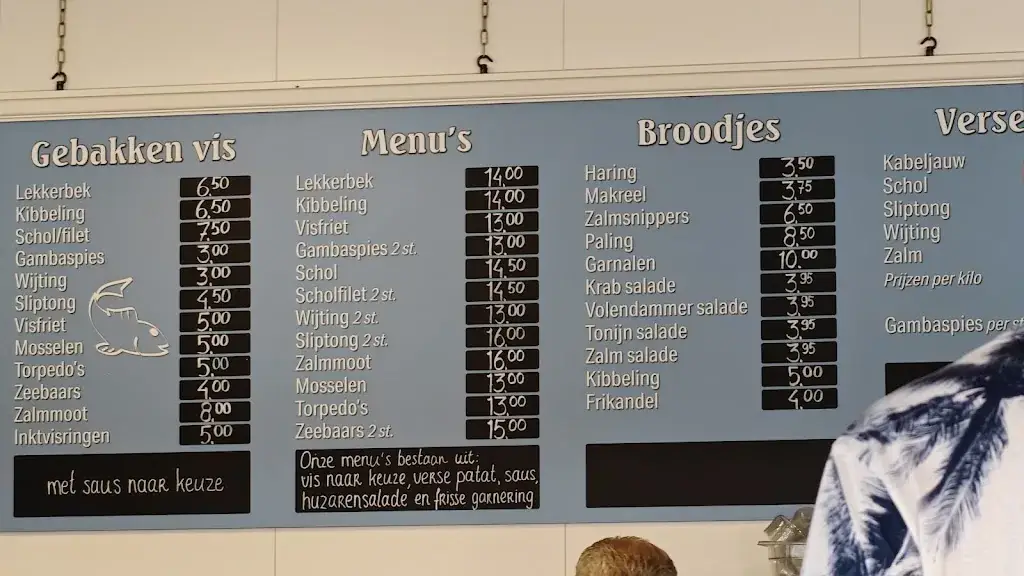 Gebakken vis
Lekkerbek 6,50
Kibbeling 6,50
Schol/filet 7,50
Gambaspies 3,00
Wijting 3,00
Sliptong 4,50
Visfriet 5,00
Mosselen 5,00
Torpedo's 5,00
Zeebaars 4,00
Zalmmoot 8,00
Inktvisringen 5,00
met saus naar keuze
Menu's
Lekkerbek 14,00
Kibbeling 14,00
Visfriet 13,00
Gambaspies 2 st. 13,00
Schol 14,50
Scholfilet 2 st. 14,50
Wijting 2 st. 13,00
Sliptong 2 st. 16,00
Zalmmoot 16,00
Mosselen 13,00
Torpedo's 13,00
Zeebaars 2 st. 15,00
Onze menu's bestaan uit:
vis naar keuze, verse patat, saus,
huzarensalade en frisse garnering
Broodjes
Haring 3,50
Makreel 3,75
Zalmsnippers 6,50
Paling 8,50
Garnalen 10,00
Krab salade 3,95
Volendammer salade 3,95
Tonijn salade 3,95
Zalm salade 3,95
Kibbeling 5,00
Frikandel 4,00
Verse
Kabeljauw
Schol
Sliptong
Wijting
Zalm
Prijzen per kilo
Gambaspies per